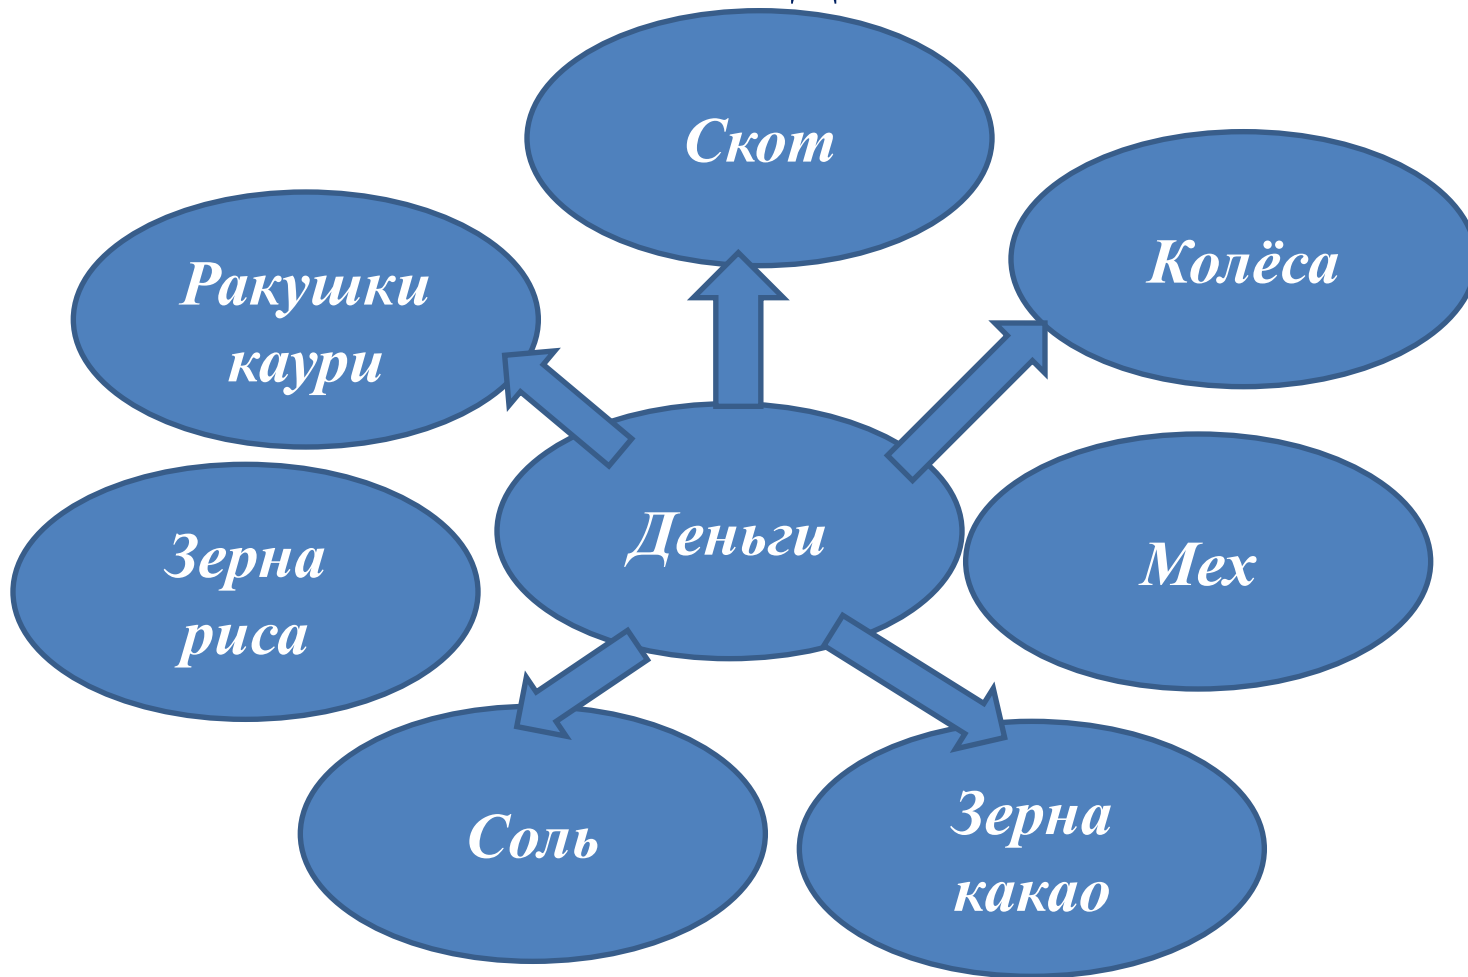 Скот
Колёса
Ракушки
каури
Деньги
Мех
Зерна
риса
Соль
Зерна
какао